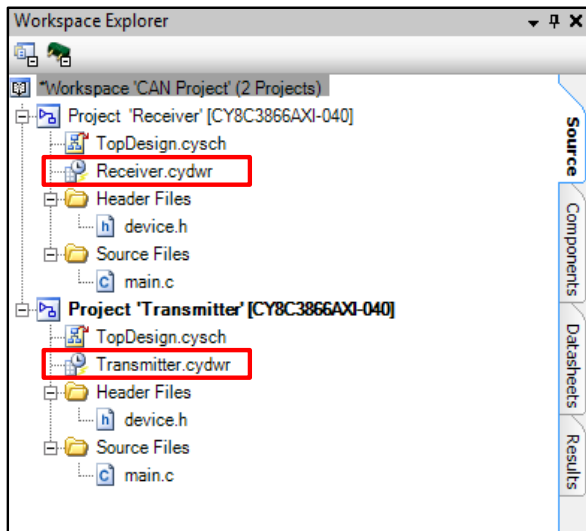 Workspace Explorer
"Workspace 'CAN Project' (2 Projects)
Project 'Receiver' [CY8C3866AXI-040]
TopDesign.cysch
Receiver.cydwr
Header Files
h device.h
Source Files
c main.c
Project 'Transmitter' [CY8C3866AXI-040]
TopDesign.cysch
Transmitter.cydwr
Header Files
h device.h
Source Files
c main.c
Source
Components
Datasheets
Results